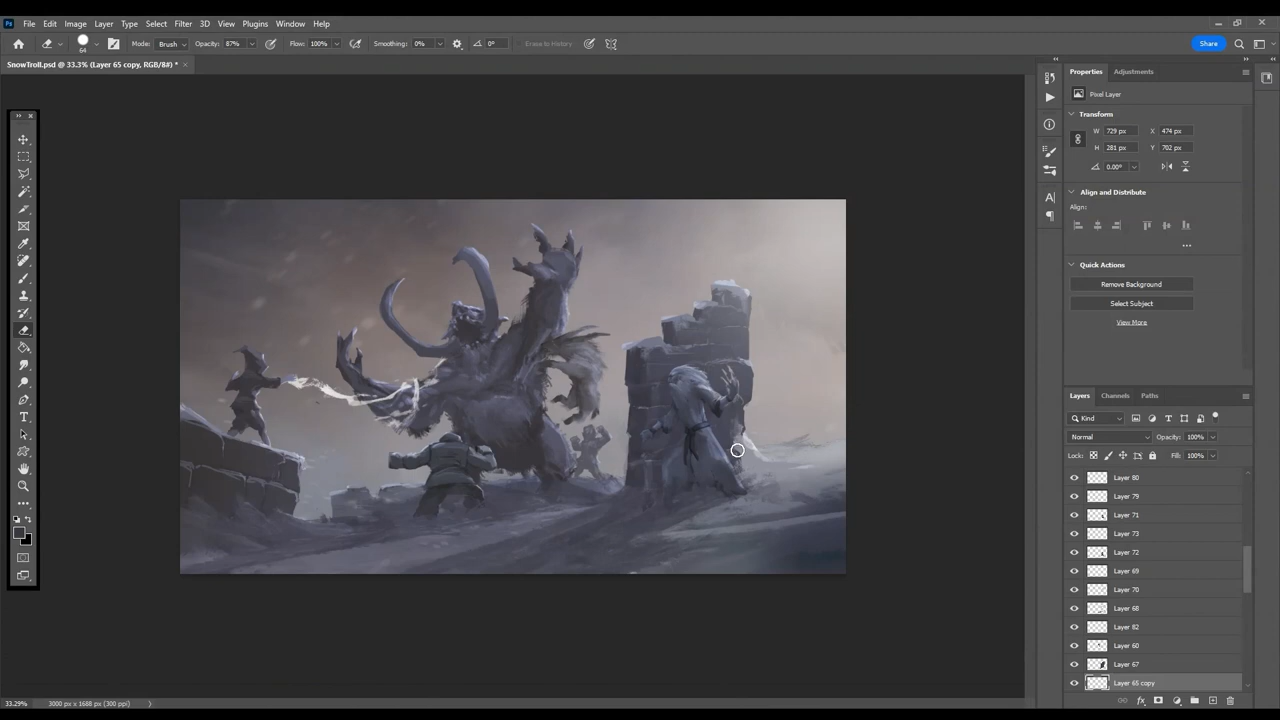 Ps File Edit Image Layer Type Select Filter 3D View Plugins Window Help
64 Mode: Brush Opacity: 87% Flow: 100% Smoothing: 0% 0° Erase to History Share
SnowTroll.psd @ 33.3% (Layer 65 copy, RGB/8#) *
Properties Adjustments
Pixel Layer
Transform
W 729 px X 474 px
H 281 px Y 702 px
0.00°
Align and Distribute
Align:
Quick Actions
Remove Background
Select Subject
View More
Layers Channels Paths
Kind
Normal Opacity: 100%
Lock: Fill: 100%
Layer 80
Layer 79
Layer 71
Layer 73
Layer 72
Layer 69
Layer 70
Layer 68
Layer 82
Layer 60
Layer 67
Layer 65 copy
33.29% 3000 px x 1688 px (300 ppi)